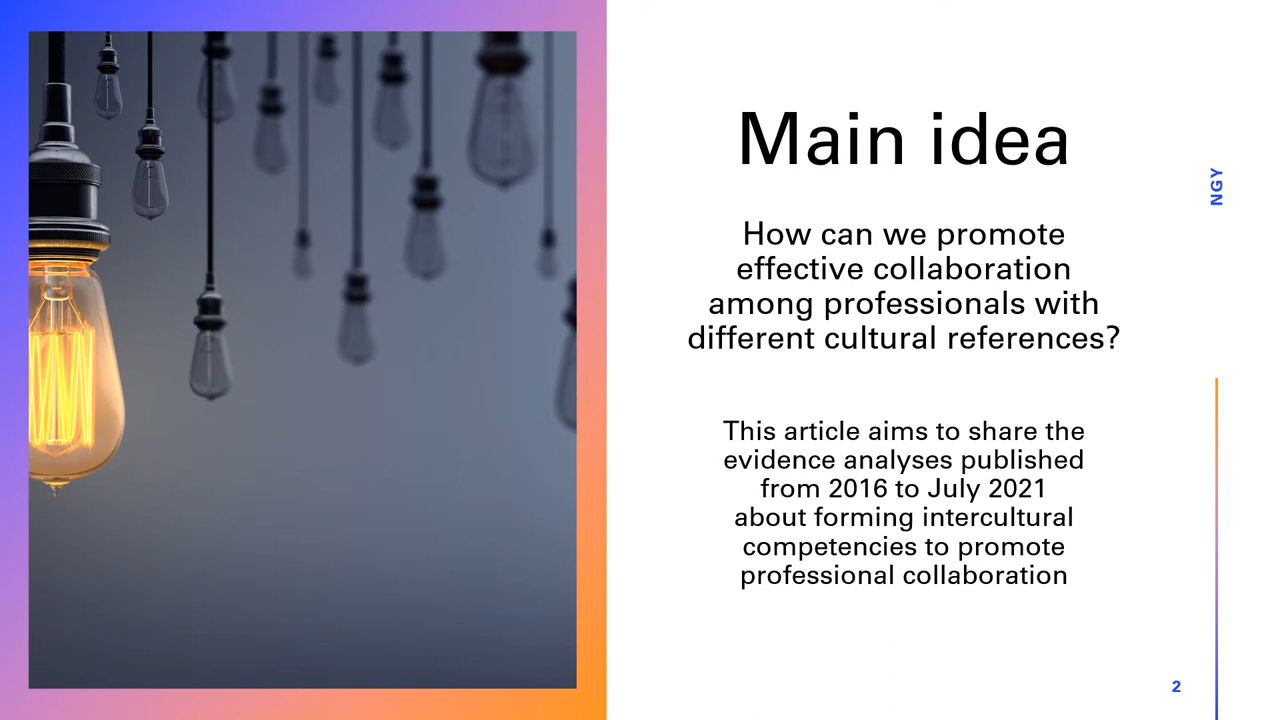 Main idea
How can we promote
effective collaboration
among professionals with
different cultural references?
This article aims to share the
evidence analyses published
from 2016 to July 2021
about forming intercultural
competencies to promote
professional collaboration
NGY
2